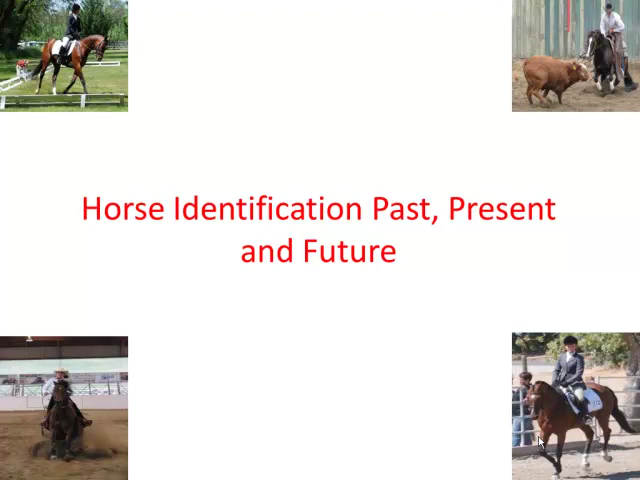 Horse Identification Past, Present
and Future